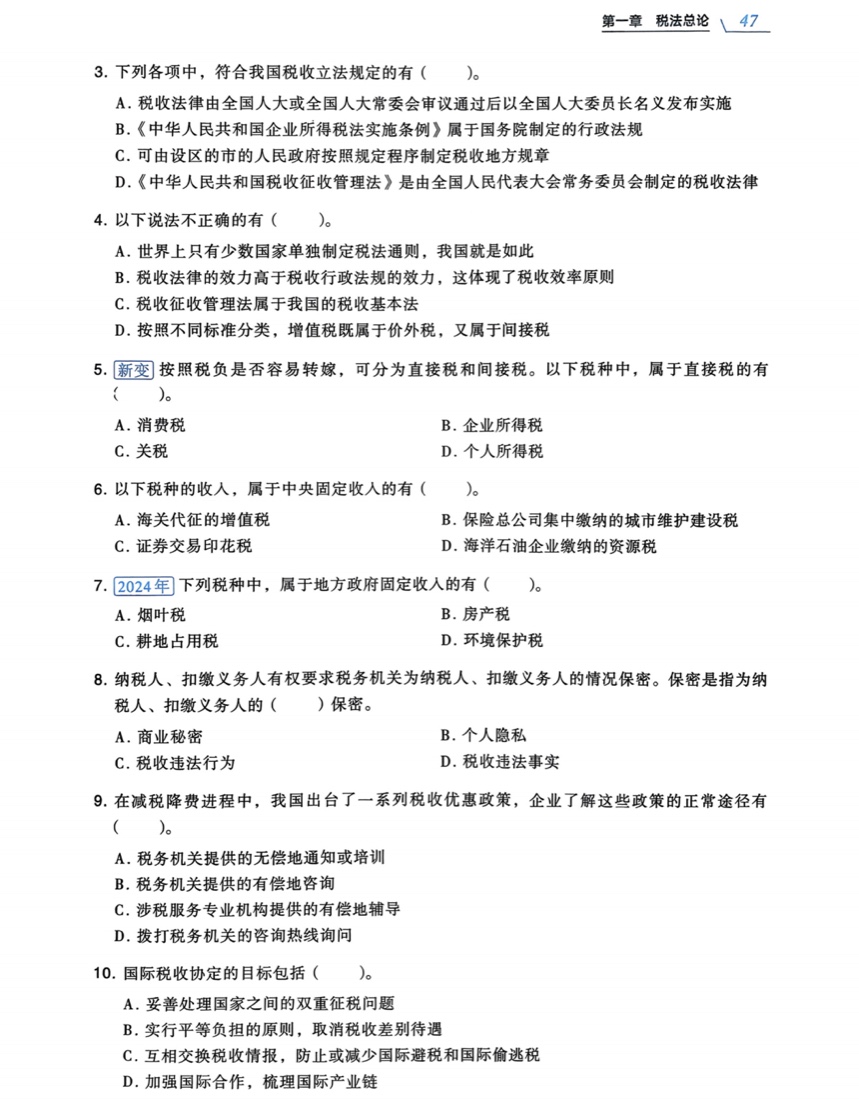 第一章 税法总论 47
3. 下列各项中，符合我国税收立法规定的有（ ）。
A. 税收法律由全国人大或全国人大常委会审议通过后以全国人大委员长名义发布实施
B.《中华人民共和国企业所得税法实施条例》属于国务院制定的行政法规
C. 可由设区的市的人民政府按照规定程序制定税收地方规章
D.《中华人民共和国税收征收管理法》是由全国人民代表大会常务委员会制定的税收法律
4. 以下说法不正确的有（ ）。
A. 世界上只有少数国家单独制定税法通则，我国就是如此
B. 税收法律的效力高于税收行政法规的效力，这体现了税收效率原则
C. 税收征收管理法属于我国的税收基本法
D. 按照不同标准分类，增值税既属于价外税，又属于间接税
5. 新变 按照税负是否容易转嫁，可分为直接税和间接税。以下税种中，属于直接税的有
（ ）。
A. 消费税 B. 企业所得税
C. 关税 D. 个人所得税
6. 以下税种的收入，属于中央固定收入的有（ ）。
A. 海关代征的增值税 B. 保险总公司集中缴纳的城市维护建设税
C. 证券交易印花税 D. 海洋石油企业缴纳的资源税
7. 2024年 下列税种中，属于地方政府固定收入的有（ ）。
A. 烟叶税 B. 房产税
C. 耕地占用税 D. 环境保护税
8. 纳税人、扣缴义务人有权要求税务机关为纳税人、扣缴义务人的情况保密。保密是指为纳
税人、扣缴义务人的（ ）保密。
A. 商业秘密 B. 个人隐私
C. 税收违法行为 D. 税收违法事实
9. 在减税降费进程中，我国出台了一系列税收优惠政策，企业了解这些政策的正常途径有
（ ）。
A. 税务机关提供的无偿地通知或培训
B. 税务机关提供的有偿地咨询
C. 涉税服务专业机构提供的有偿地辅导
D. 拨打税务机关的咨询热线询问
10. 国际税收协定的目标包括（ ）。
A. 妥善处理国家之间的双重征税问题
B. 实行平等负担的原则，取消税收差别待遇
C. 互相交换税收情报，防止或减少国际避税和国际偷逃税
D. 加强国际合作，梳理国际产业链